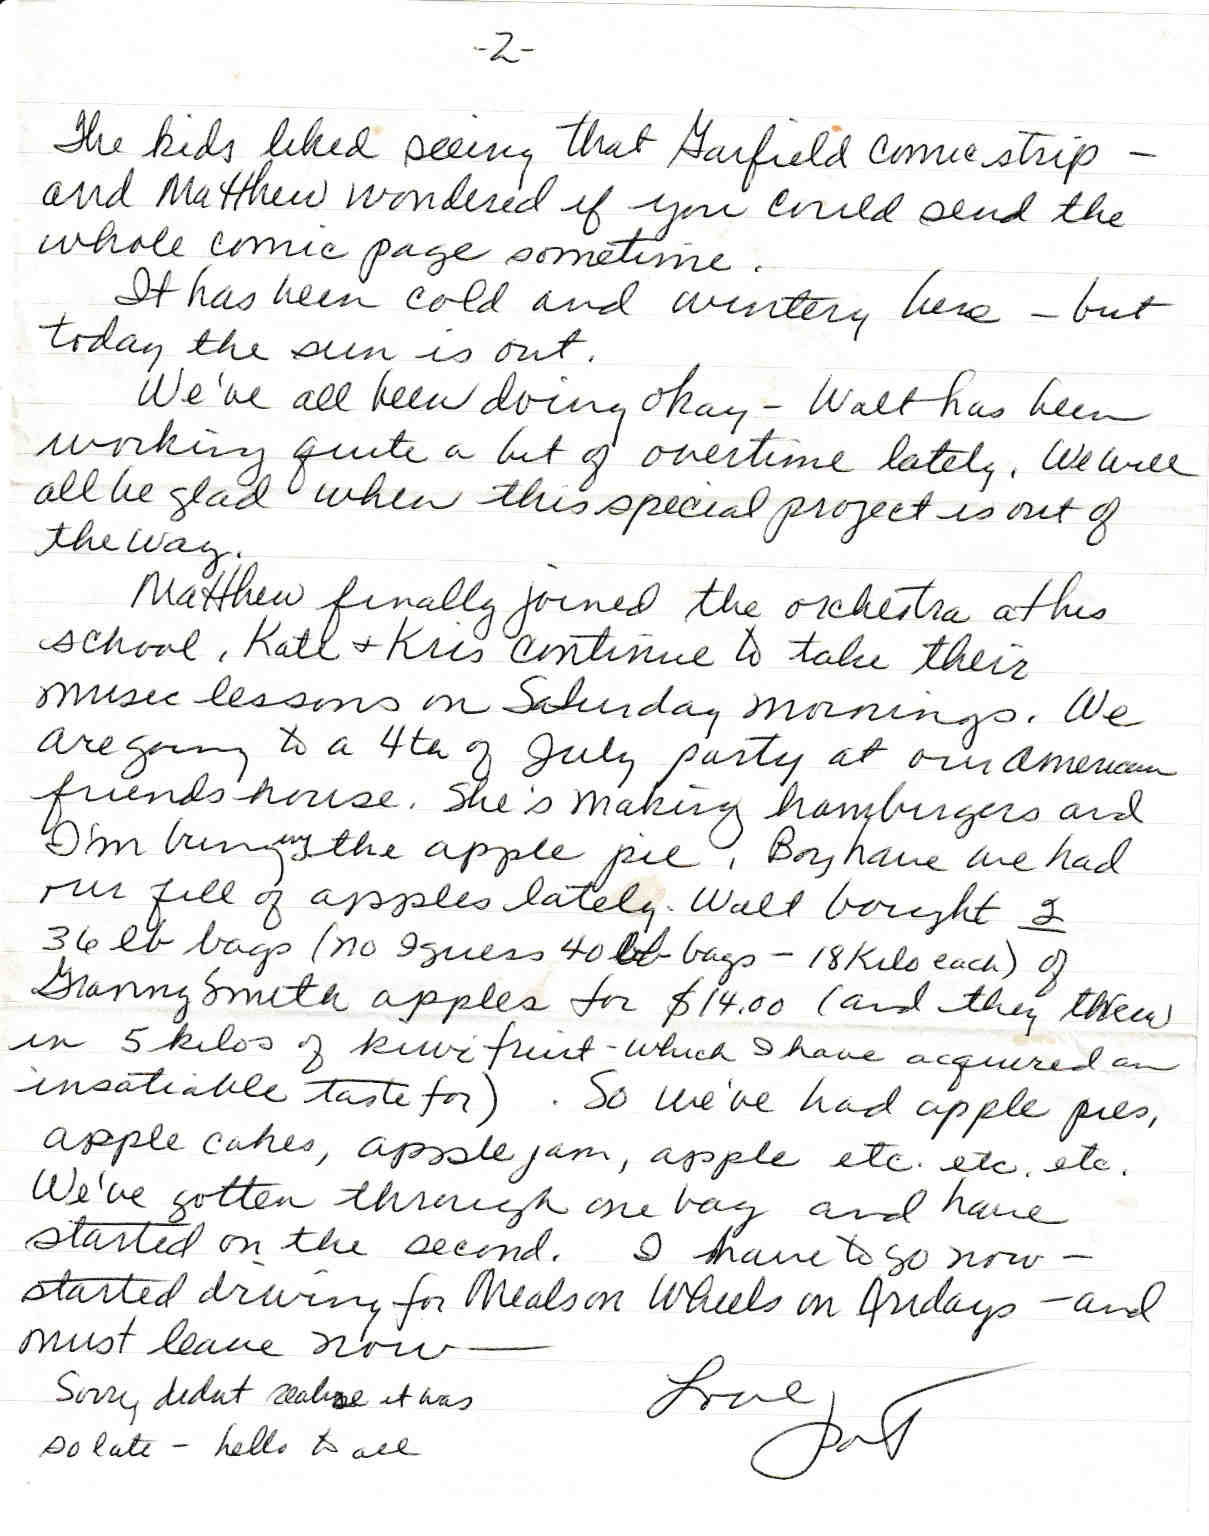 -2-
The kids liked seeing that Garfield comic strip –
and Matthew wondered if you could send the
whole comic page sometime.
It has been cold and wintery here – but
today the sun is out.
We've all been doing okay – Walt has been
working quite a bit of overtime lately. We will
all be glad when this special project is out of
the way.
Matthew finally joined the orchestra at his
school. Kate + Kris continue to take their
music lessons on Saturday mornings. We
are going to a 4th of July party at our American
friends house. She's making hamburgers and
I'm bringing the apple pie. Boy have we had
our fill of apples lately. Walt bought 2
36 lb bags (no I guess 40 lb bags – 18 Kilo each) of
Granny Smith apples for $14.00 (and they threw
in 5 kilos of kiwi fruit - which I have acquired an
insatiable taste for) . So we've had apple pies,
apple cakes, apple jam, apple etc. etc. etc.
We've gotten through one bag and have
started on the second. I have to go now –
started driving for Meals on Wheels on Fridays – and
must leave now —
Love
Pat
Sorry, didnt realize it was
so late – hello to all